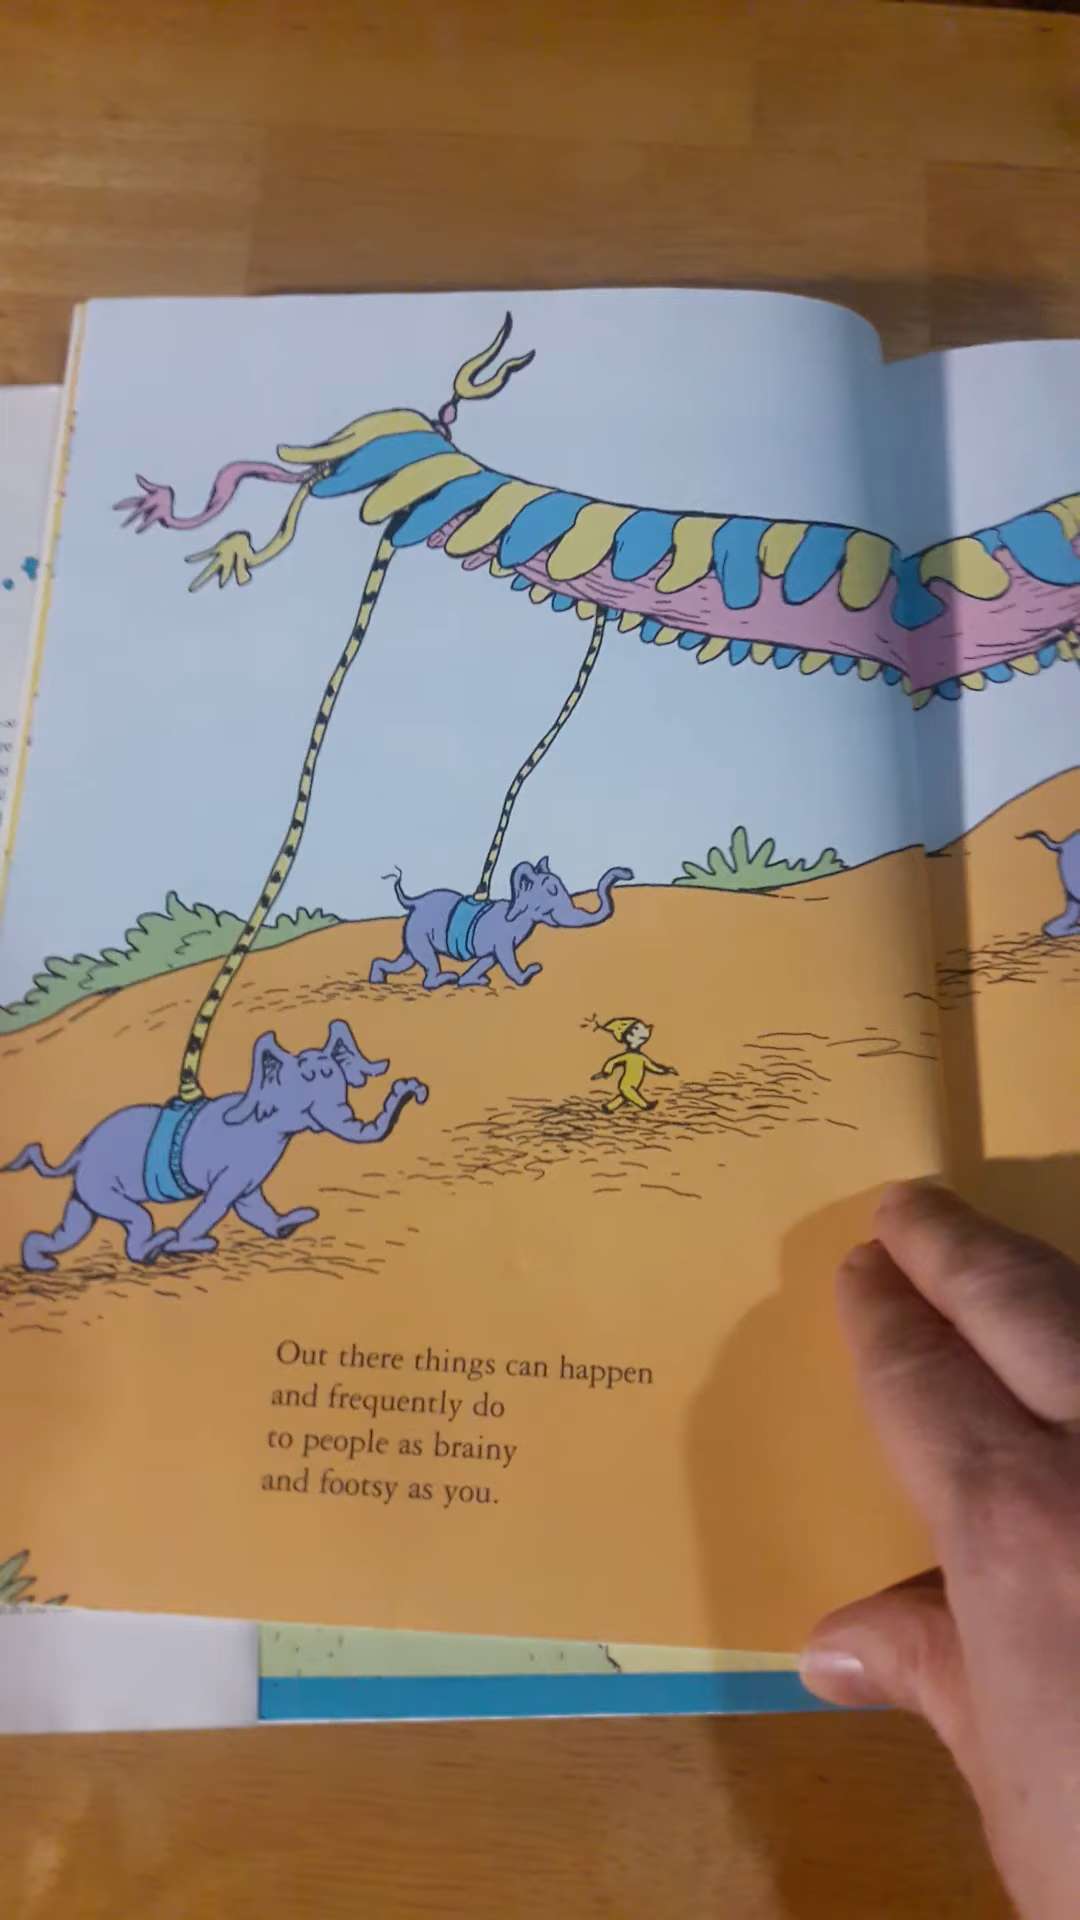 Out there things can happen
and frequently do
to people as brainy
and footsy as you.